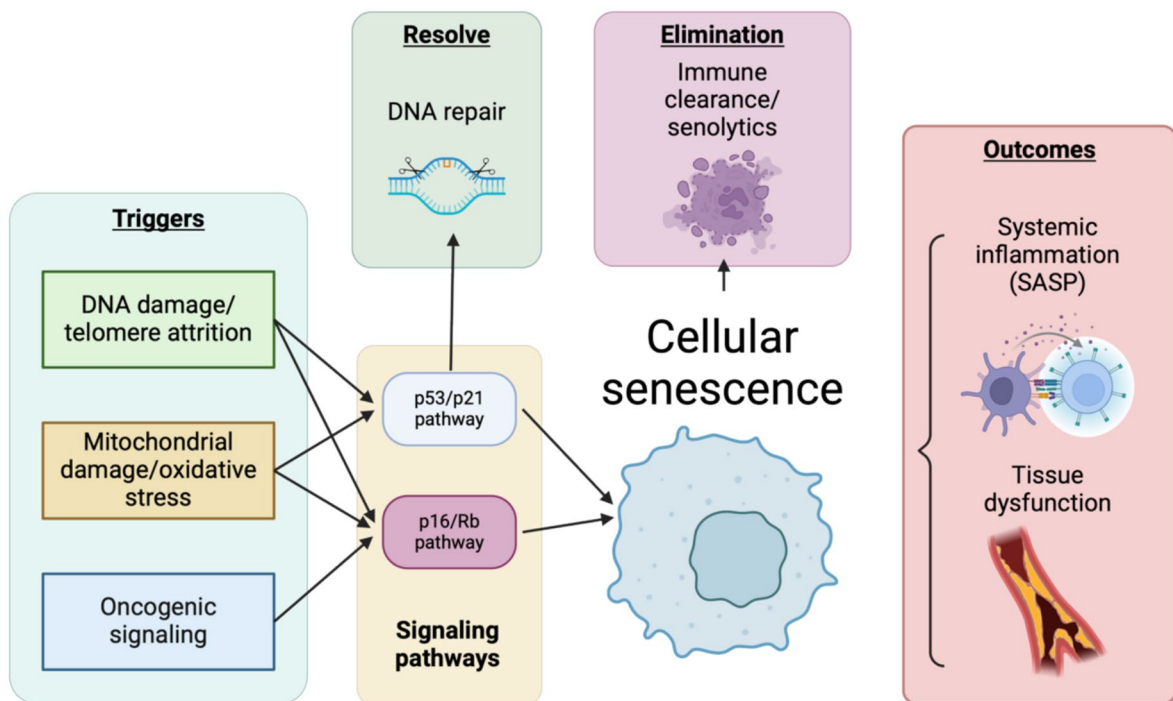 Resolve
DNA repair
Elimination
Immune
clearance/
senolytics
Triggers
DNA damage/
telomere attrition
Mitochondrial
damage/oxidative
stress
Oncogenic
signaling
p53/p21
pathway
p16/Rb
pathway
Signaling
pathways
Cellular
senescence
Outcomes
Systemic
inflammation
(SASP)
Tissue
dysfunction